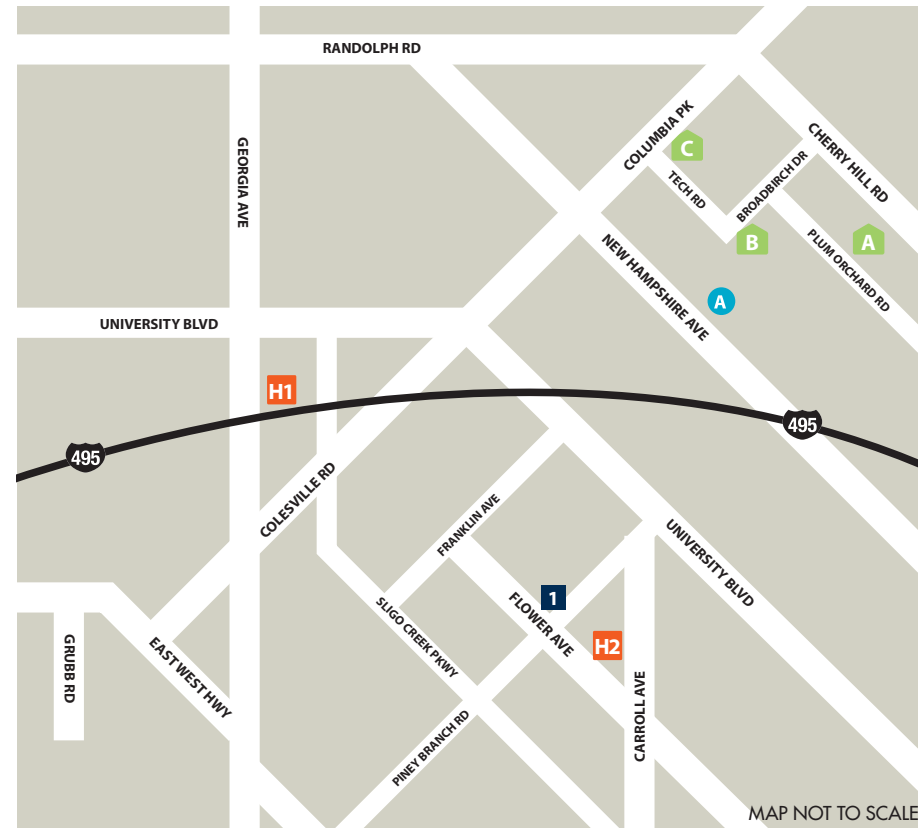 RANDOLPH RD
COLUMBIA PK
CHERRY HILL RD
GEORGIA AVE
C
TECH RD
BROADBIRCH DR
B
A
PLUM ORCHARD RD
NEW HAMPSHIRE AVE
A
UNIVERSITY BLVD
H1
495
495
COLESVILLE RD
FRANKLIN AVE
UNIVERSITY BLVD
1
FLOWER AVE
SLIGO CREEK PKWY
H2
GRUBB RD
EAST WEST HWY
CARROLL AVE
PINEY BRANCH RD
MAP NOT TO SCALE